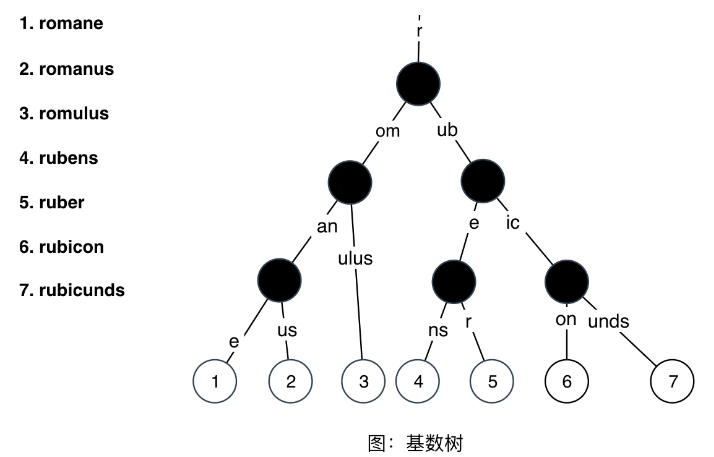 1. romane
2. romanus
3. romulus
4. rubens
5. ruber
6. rubicon
7. rubicunds
r
om ub
an ulus e ic
e us ns r on unds
1 2 3 4 5 6 7
图：基数树